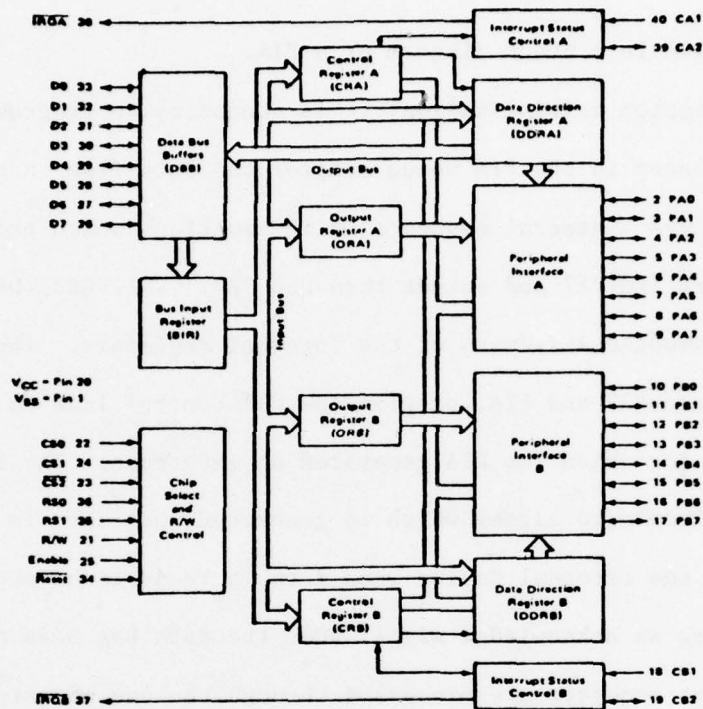 IRQA 38
Interrupt Status
Control A
40 CA1
39 CA2
Control
Register A
(CRA)
D0 33
D1 32
D2 31
D3 30
D4 29
D5 28
D6 27
Data Bus
Buffers
(DBB)
Data Direction
Register A
(DDRA)
Output Bus
Output
Register A
(ORA)
Peripheral
Interface
A
2 PA0
3 PA1
4 PA2
5 PA3
6 PA4
7 PA5
8 PA6
9 PA7
Bus Input
Register
(BIR)
Input Bus
VCC = Pin 20
VSS = Pin 1
Output
Register B
(ORB)
Peripheral
Interface
B
10 PB0
11 PB1
12 PB2
13 PB3
14 PB4
15 PB5
16 PB6
17 PB7
CS0 22
CS1 24
CS2 23
RS0 36
RS1 35
R/W 21
Enable 25
Reset
Chip
Select
and
R/W
Control
Control
Register B
(CRB)
Data Direction
Register B
(DDRB)
IRQB 37
Interrupt Status
Control B
18 CB1
19 CB2